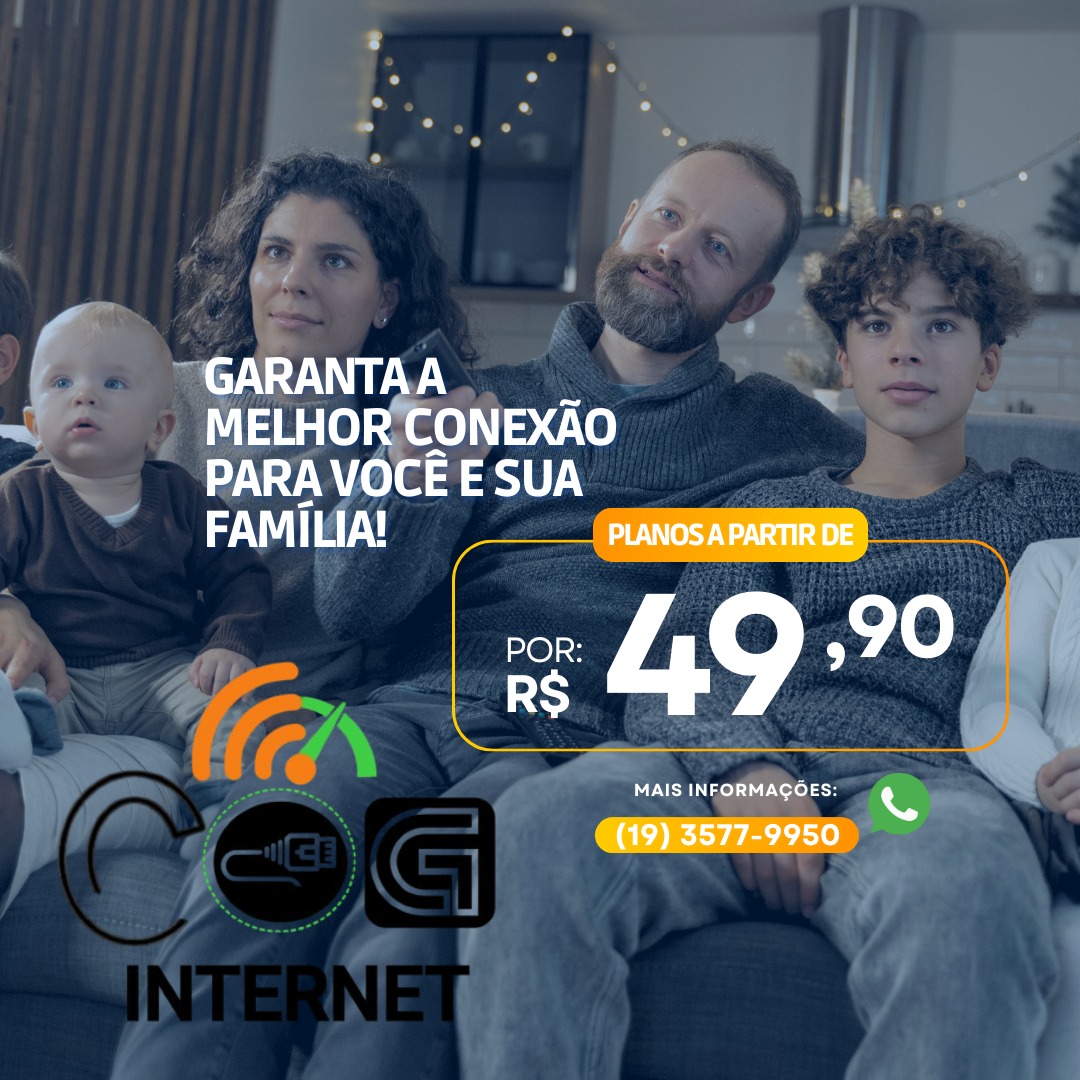 GARANTA A
MELHOR CONEXÃO
PARA VOCÊ E SUA
FAMÍLIA!
PLANOS A PARTIR DE
POR:
R$ 49,90
MAIS INFORMAÇÕES:
(19) 3577-9950
COG
INTERNET